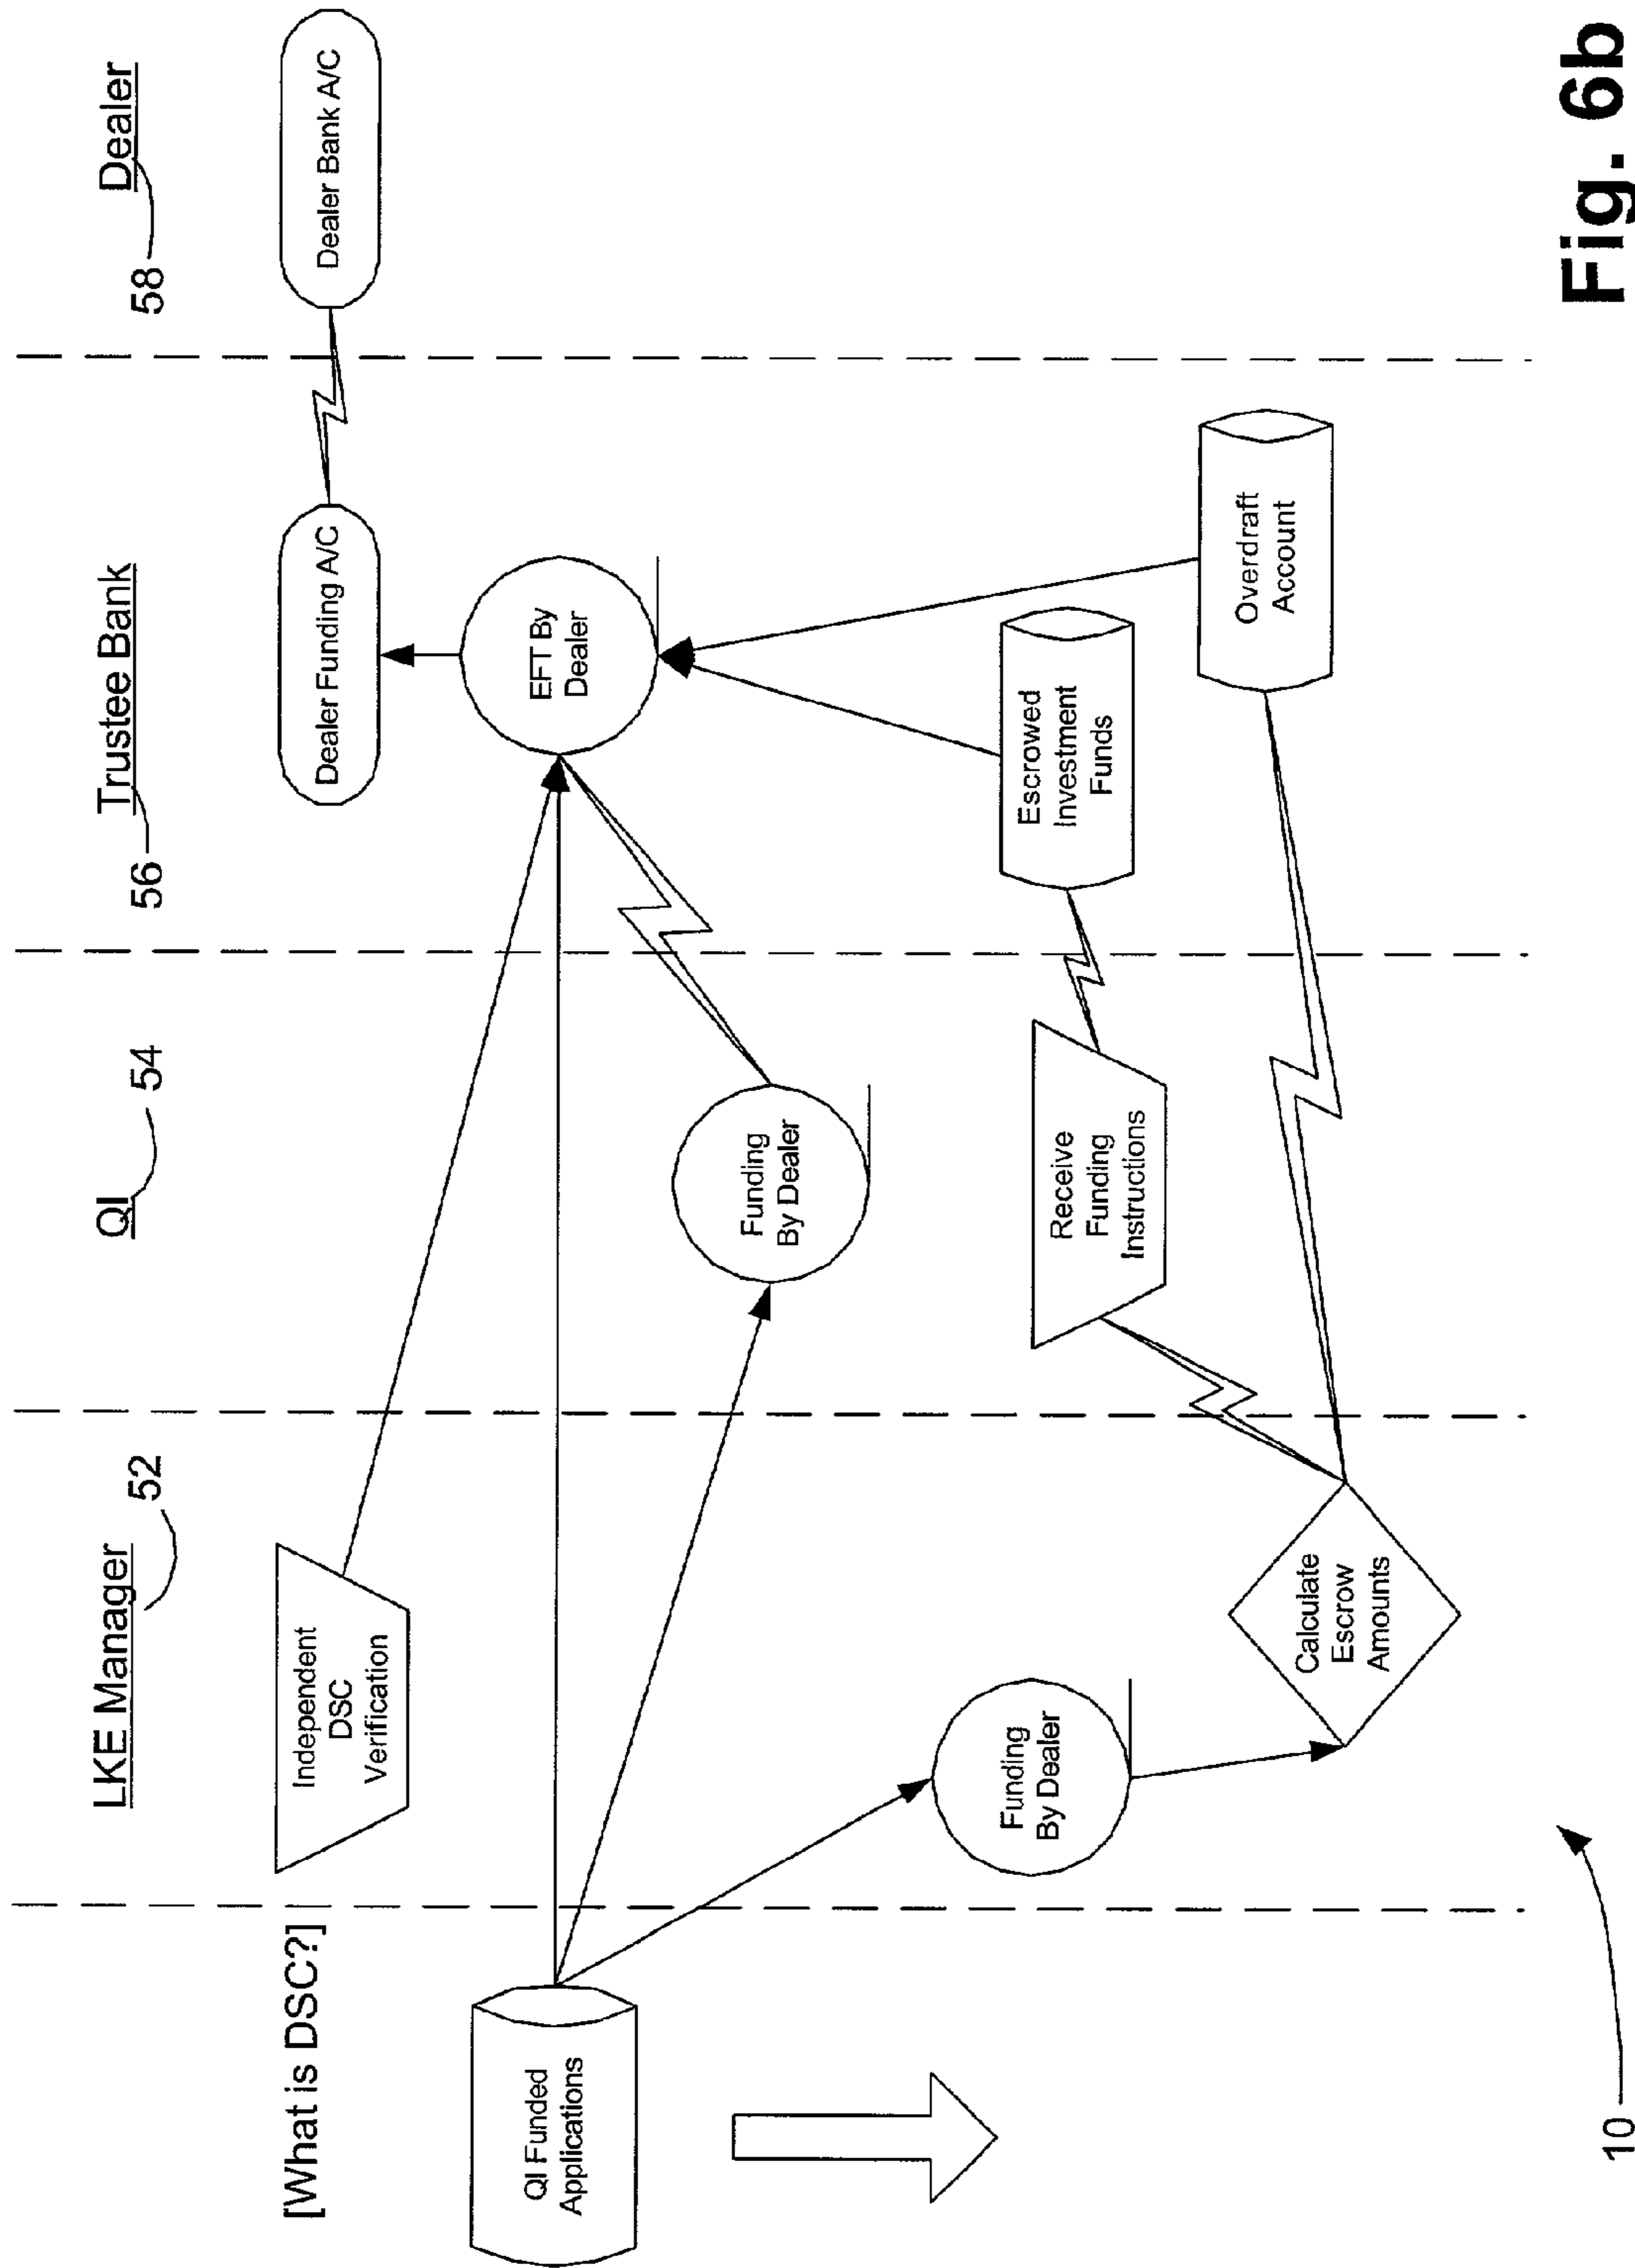 LKE Manager
52
QI
54
Trustee Bank
56
Dealer
58
[What is DSC?]
Independent
DSC
Verification
Dealer Funding A/C
Dealer Bank A/C
QI Funded
Applications
EFT By
Dealer
Funding
By Dealer
Funding
By Dealer
Receive
Funding
Instructions
Escrowed
Investment
Funds
Calculate
Escrow
Amounts
Overdraft
Account
10
Fig. 6b